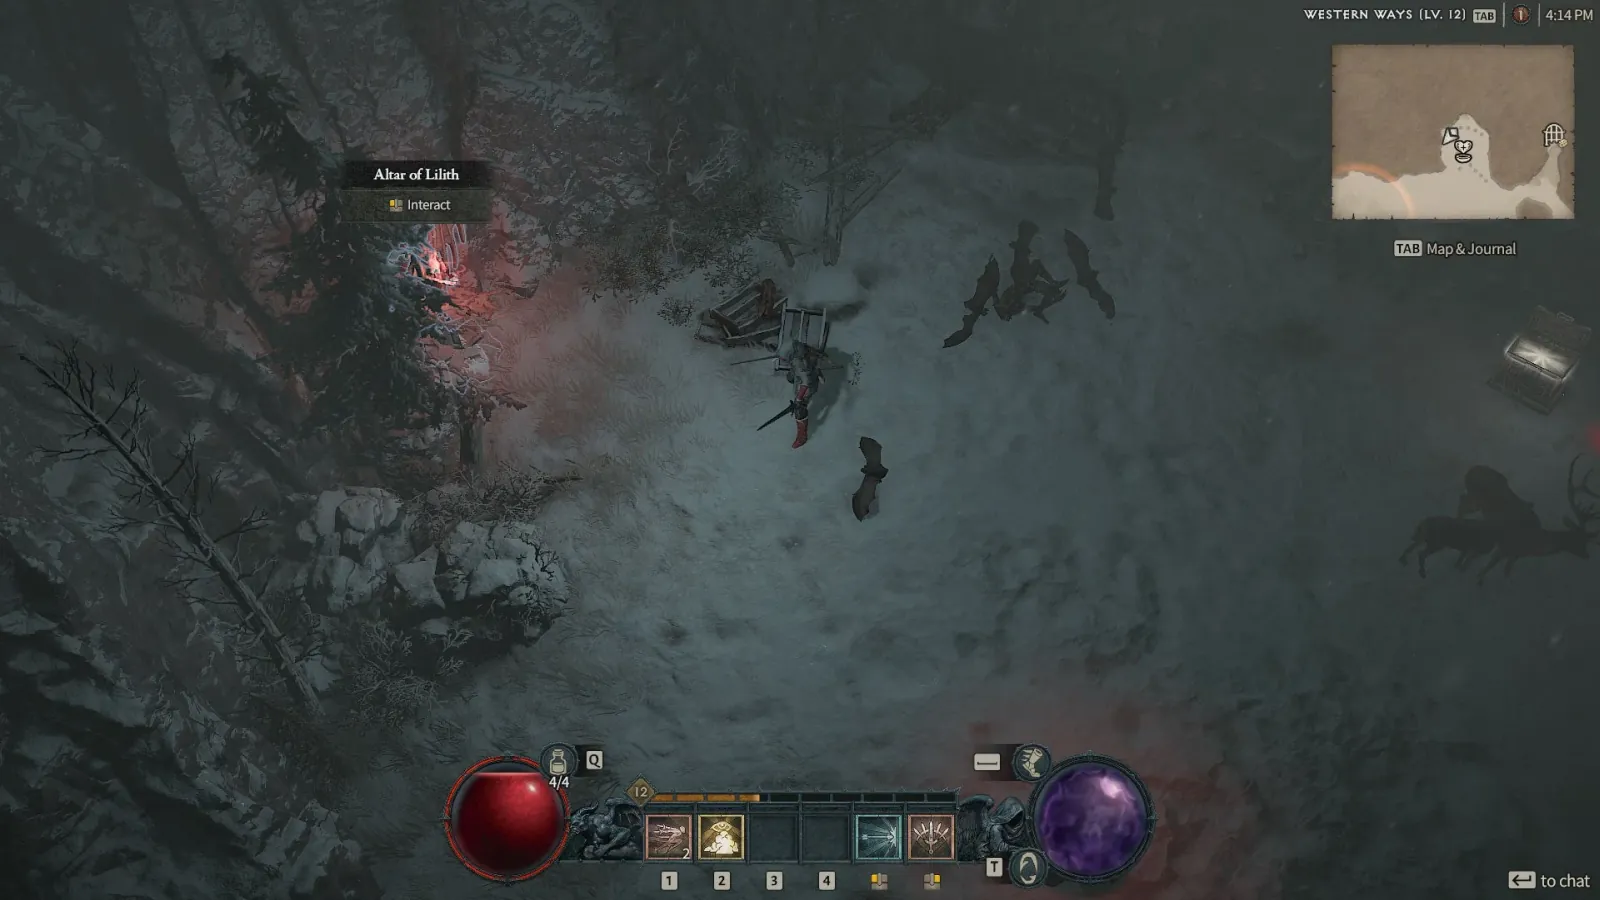 WESTERN WAYS (LV. 12) TAB 1 4:14 PM
TAB Map & Journal
Altar of Lilith
Interact
4/4
Q
12
2
1
2
3
4
T
to chat